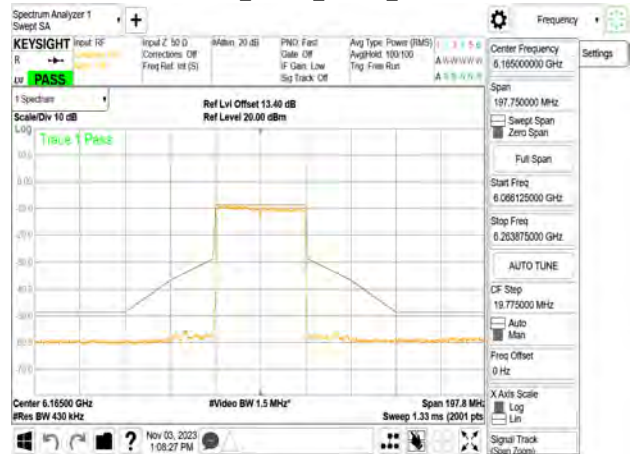 Spectrum Analyzer 1
Swept SA
+
Frequency
KEYSIGHT
Input: RF
Input Z: 50 Ω
#Atten: 20 dB
PNO: Fast
Avg Type: Power (RMS)
R
Corrections: Off
Gate: Off
Avg|Hold: 100/100
Freq Ref: Int (S)
IF Gain: Low
Trig: Free Run
Sig Track: Off
PASS
1 Spectrum
Ref Lvl Offset 13.40 dB
Scale/Div 10 dB
Ref Level 20.00 dBm
Log
Trace 1 Pass
Center 6.16500 GHz
#Video BW 1.5 MHz*
Span 197.8 MHz
#Res BW 430 kHz
Sweep 1.33 ms (2001 pts
Nov 03, 2023
1:08:27 PM
Center Frequency
6.165000000 GHz
Settings
Span
197.750000 MHz
Swept Span
Zero Span
Full Span
Start Freq
6.066125000 GHz
Stop Freq
6.263875000 GHz
AUTO TUNE
CF Step
19.775000 MHz
Auto
Man
Freq Offset
0 Hz
X Axis Scale
Log
Lin
Signal Track
(Span Zoom)